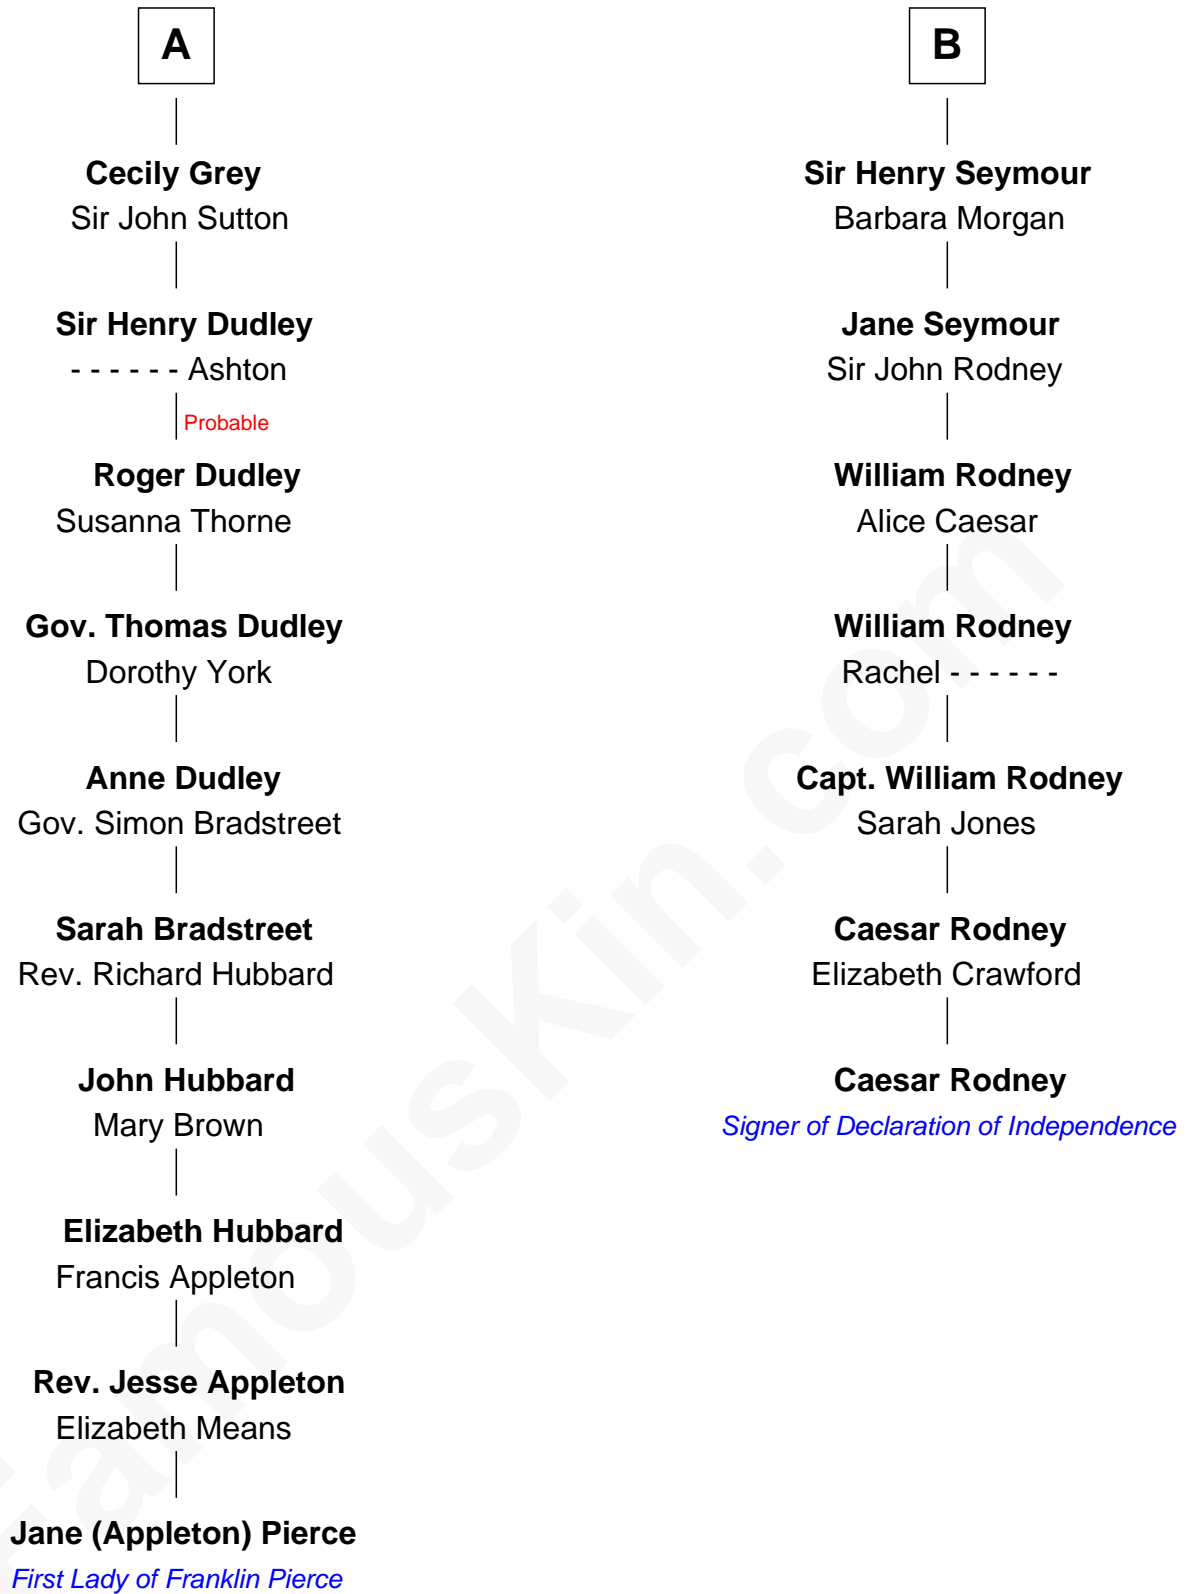 A
Cecily Grey
Sir John Sutton
Sir Henry Dudley
- - - - - - Ashton
Probable
Roger Dudley
Susanna Thorne
Gov. Thomas Dudley
Dorothy York
Anne Dudley
Gov. Simon Bradstreet
Sarah Bradstreet
Rev. Richard Hubbard
John Hubbard
Mary Brown
Elizabeth Hubbard
Francis Appleton
Rev. Jesse Appleton
Elizabeth Means
Jane (Appleton) Pierce
First Lady of Franklin Pierce
B
Sir Henry Seymour
Barbara Morgan
Jane Seymour
Sir John Rodney
William Rodney
Alice Caesar
William Rodney
Rachel - - - - - -
Capt. William Rodney
Sarah Jones
Caesar Rodney
Elizabeth Crawford
Caesar Rodney
Signer of Declaration of Independence
FamousKin.com